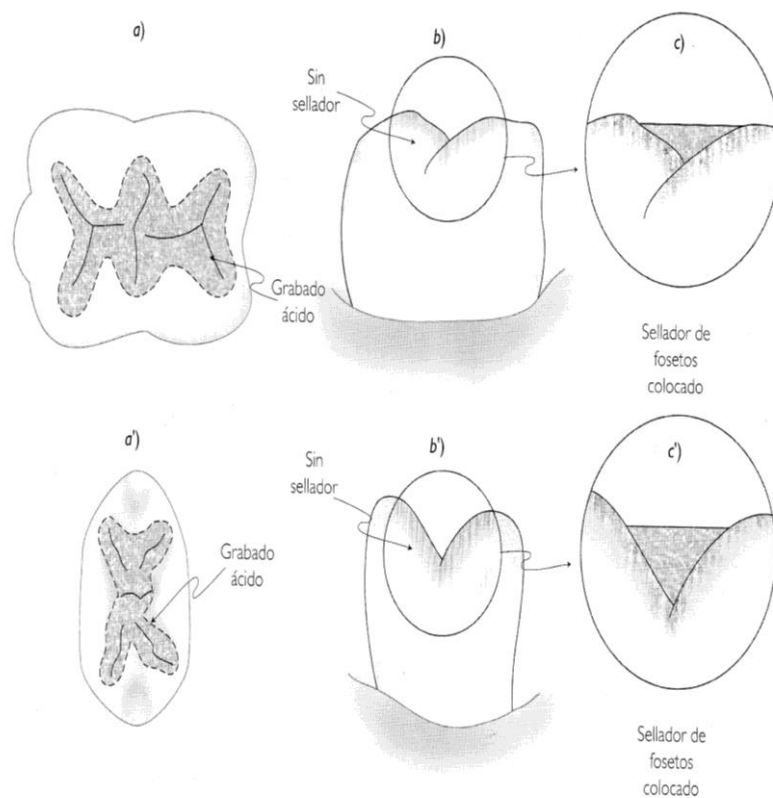 a)
b)
c)
Sin
sellador
Grabado
ácido
Sellador de
fosetos
colocado
a')
b')
c')
Sin
sellador
Grabado
ácido
Sellador de
fosetos
colocado